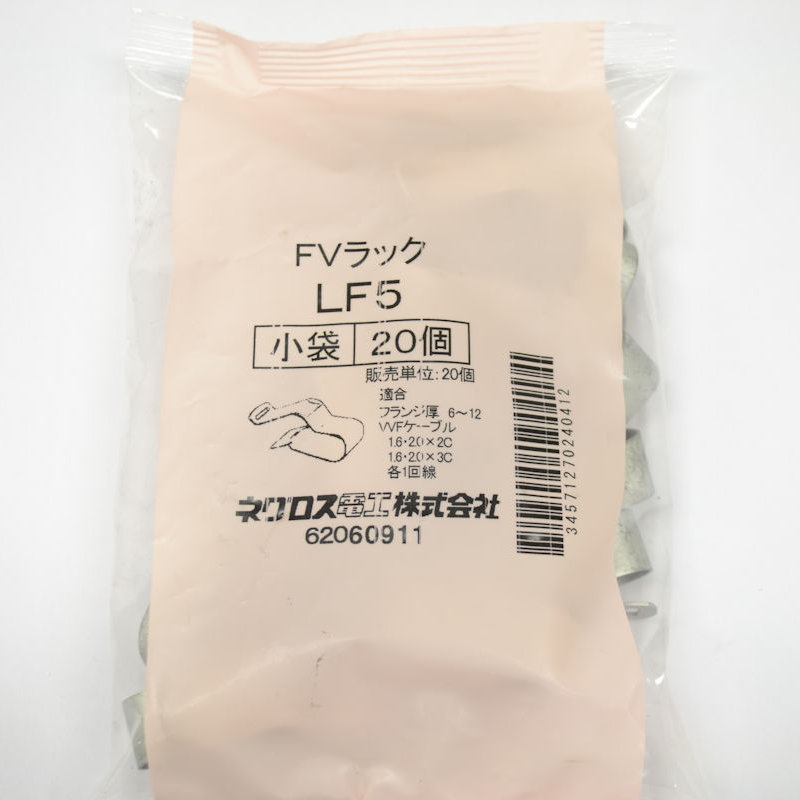 FVラック
LF5
小袋 20個
販売単位:20個
適合
フランジ厚 6～12
VVFケーブル
1.6・2.0×2C
1.6・2.0×3C
各1回線
ネグロス電工株式会社
62060911
34571270240412